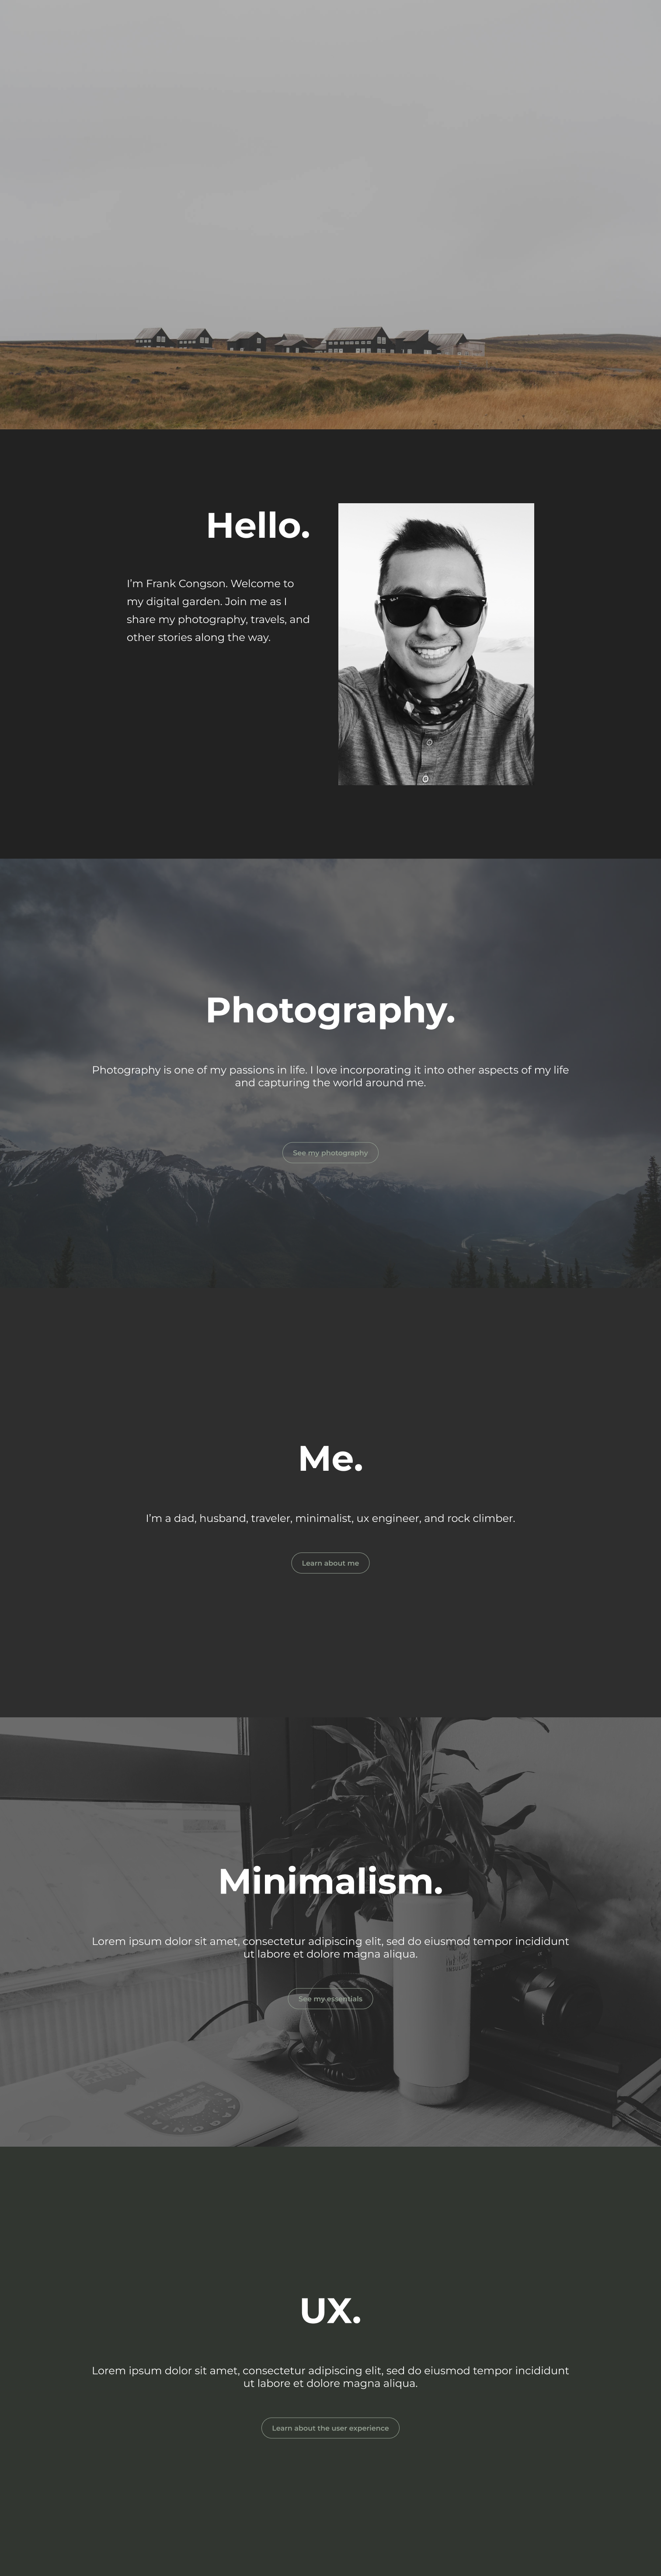 Hello.
I'm Frank Congson. Welcome to
my digital garden. Join me as I
share my photography, travels, and
other stories along the way.
Photography.
Photography is one of my passions in life. I love incorporating it into other aspects of my life
and capturing the world around me.
See my photography
Me.
I'm a dad, husband, traveler, minimalist, ux engineer, and rock climber.
Learn about me
Minimalism.
Lorem ipsum dolor sit amet, consectetur adipiscing elit, sed do eiusmod tempor incididunt
ut labore et dolore magna aliqua.
See my essentials
UX.
Lorem ipsum dolor sit amet, consectetur adipiscing elit, sed do eiusmod tempor incididunt
ut labore et dolore magna aliqua.
Learn about the user experience